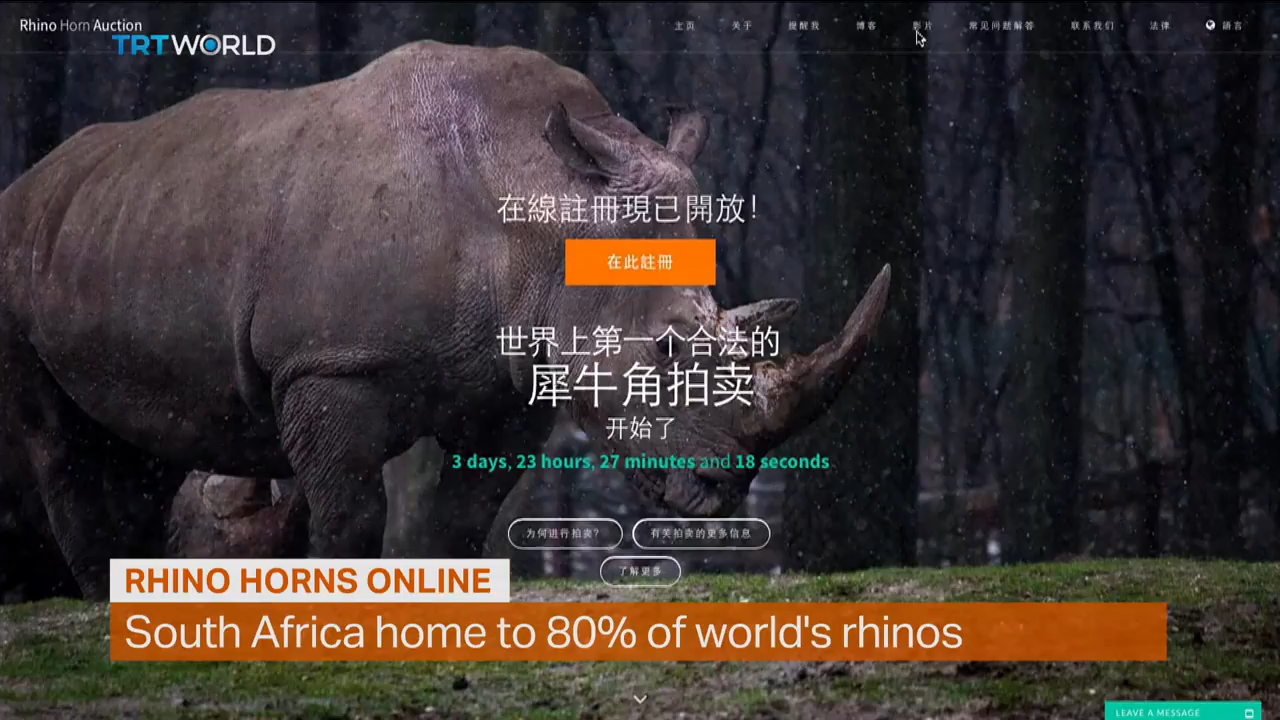 Rhino Horn Auction
主页 关于 提醒我 博客 影片 常见问题解答 联系我们 法律 語言
TRTWORLD
在線註冊現已開放!
在此註冊
世界上第一个合法的
犀牛角拍卖
开始了
3 days, 23 hours, 27 minutes and 18 seconds
为何进行拍卖?
有关拍卖的更多信息
了解更多
RHINO HORNS ONLINE
South Africa home to 80% of world's rhinos
LEAVE A MESSAGE